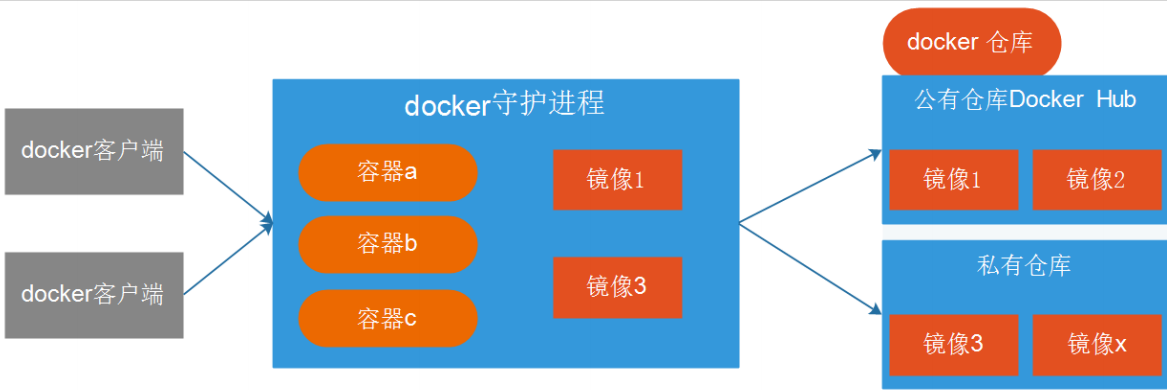 docker 仓库
docker守护进程
公有仓库Docker Hub
docker客户端
容器a
镜像1
镜像1
镜像2
容器b
docker客户端
镜像3
私有仓库
容器c
镜像3
镜像x